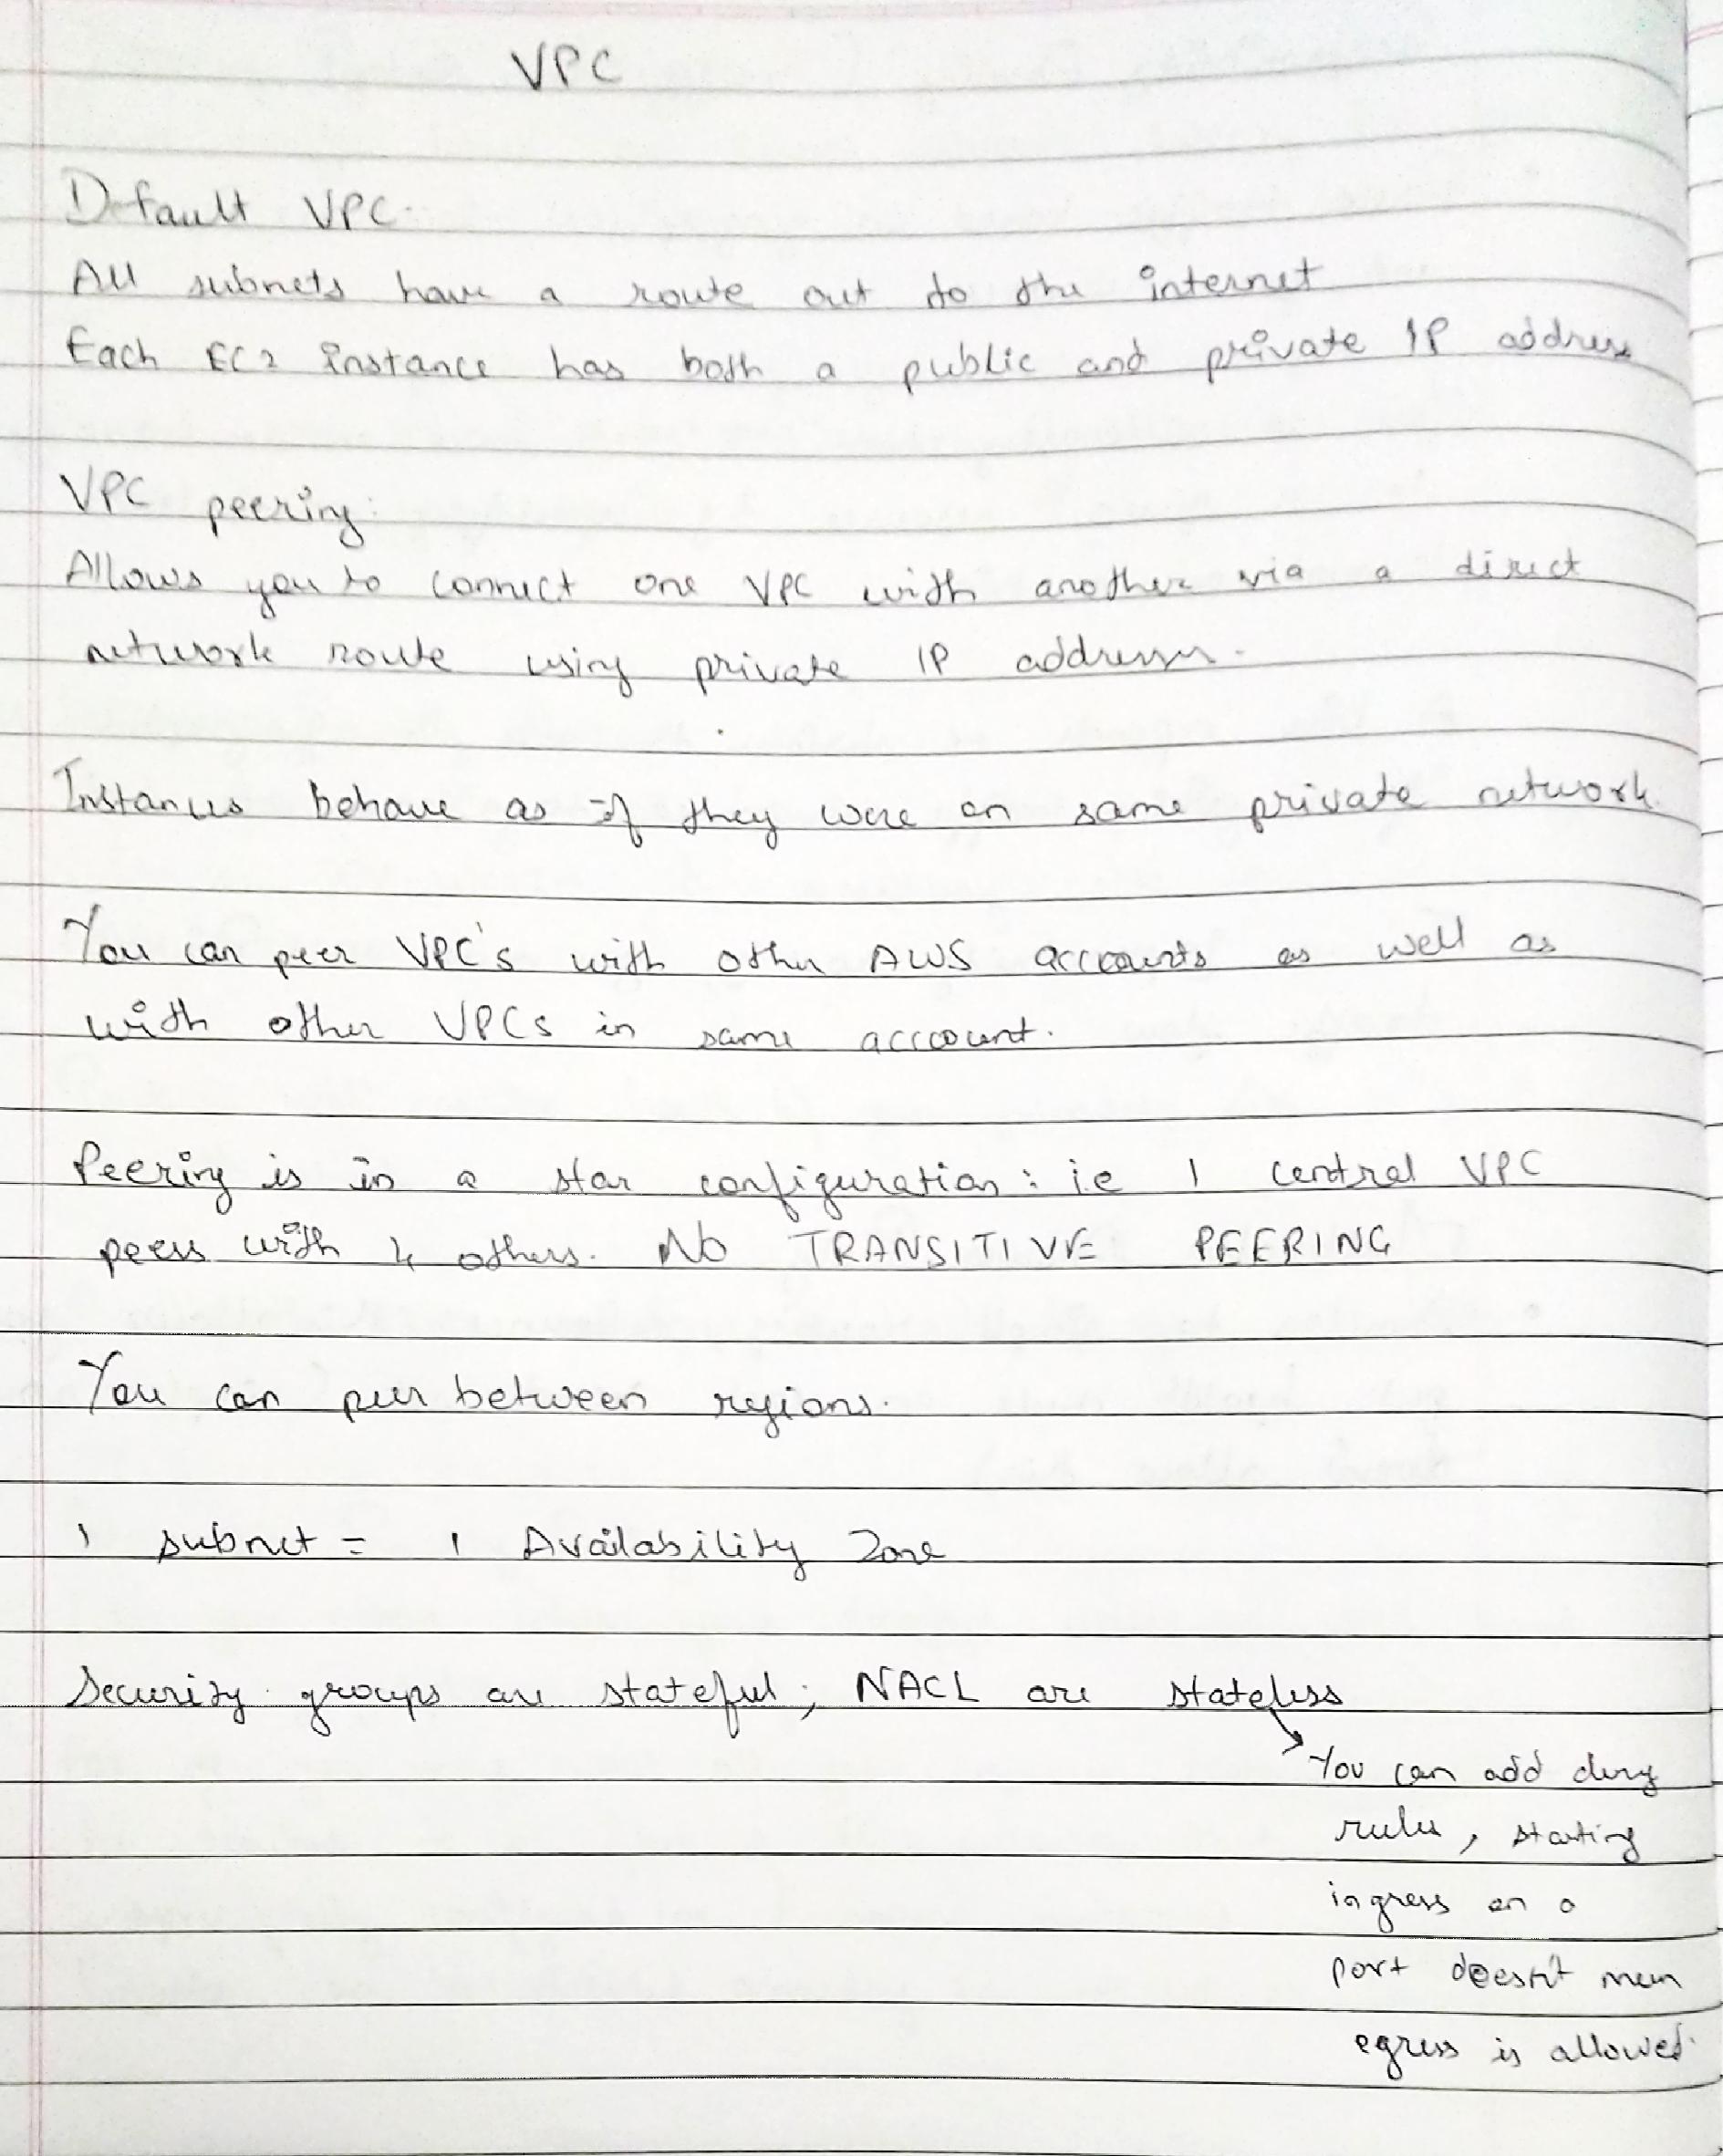 VPC
Default VPC.
All subnets have a route out to the internet
Each EC2 instance has both a public and private IP address
VPC peering:
Allows you to connect one VPC with another via a direct
network route using private IP addresses.
Instances behave as if they were on same private network.
You can peer VPC's with other AWS accounts as well as
with other VPCs in same account.
Peering is in a star configuration: i.e 1 central VPC
peers with 4 others. NO TRANSITIVE PEERING
You can peer between regions.
1 subnet = 1 Availability Zone
Security groups are stateful; NACL are stateless
You can add deny
rules, starting
ingress on a
port doesn't mean
egress is allowed.